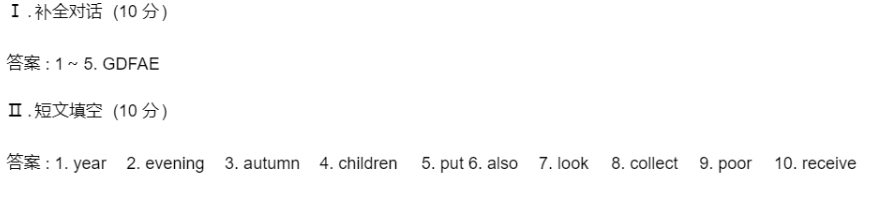 Ⅰ.补全对话 (10 分)
答案 : 1 ~ 5. GDFAE
Ⅱ.短文填空 (10 分)
答案 : 1. year 2. evening 3. autumn 4. children 5. put 6. also 7. look 8. collect 9. poor 10. receive